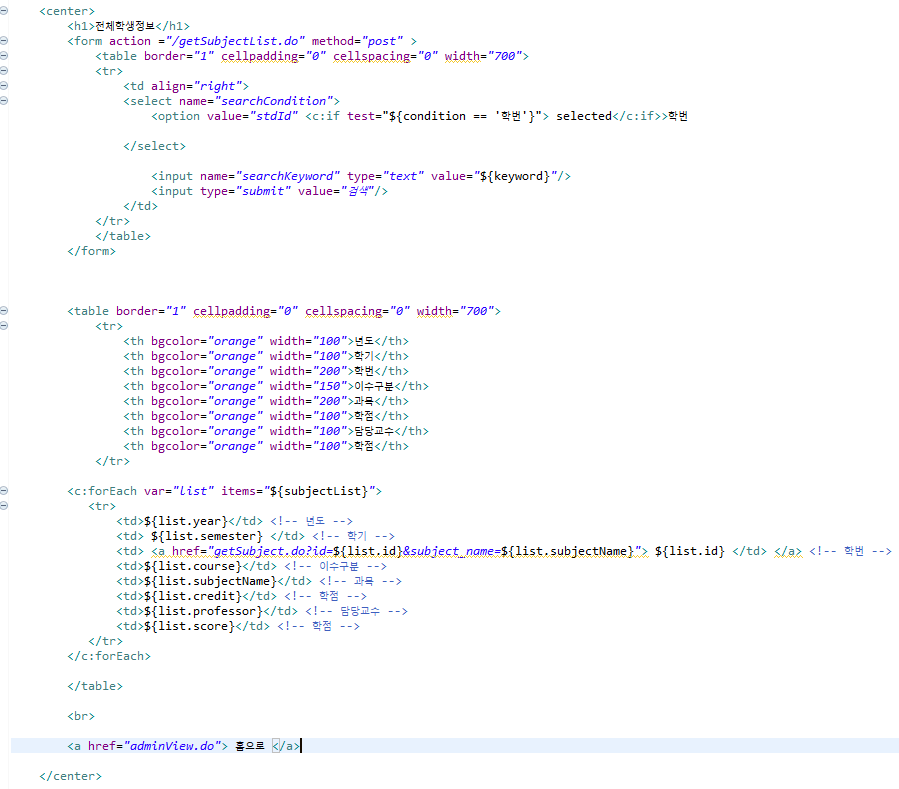 <center>
<h1>전체학생정보</h1>
<form action ="/getSubjectList.do" method="post" >
<table border="1" cellpadding="0" cellspacing="0" width="700">
<tr>
<td align="right">
<select name="searchCondition">
<option value="stdId" <c:if test="${condition == '학번'}"> selected</c:if>>학번
</select>
<input name="searchKeyword" type="text" value="${keyword}"/>
<input type="submit" value="검색"/>
</td>
</tr>
</table>
</form>
<table border="1" cellpadding="0" cellspacing="0" width="700">
<tr>
<th bgcolor="orange" width="100">년도</th>
<th bgcolor="orange" width="100">학기</th>
<th bgcolor="orange" width="200">학번</th>
<th bgcolor="orange" width="150">이수구분</th>
<th bgcolor="orange" width="200">과목</th>
<th bgcolor="orange" width="100">학점</th>
<th bgcolor="orange" width="100">담당교수</th>
<th bgcolor="orange" width="100">학점</th>
</tr>
<c:forEach var="list" items="${subjectList}">
<tr>
<td>${list.year}</td> <!-- 년도 -->
<td> ${list.semester} </td> <!-- 학기 -->
<td> <a href="getSubject.do?id=${list.id}&subject_name=${list.subjectName}"> ${list.id} </td> </a> <!-- 학번 -->
<td>${list.course}</td> <!-- 이수구분 -->
<td>${list.subjectName}</td> <!-- 과목 -->
<td>${list.credit}</td> <!-- 학점 -->
<td>${list.professor}</td> <!-- 담당교수 -->
<td>${list.score}</td> <!-- 학점 -->
</tr>
</c:forEach>
</table>
<br>
<a href="adminView.do"> 홈으로 </a>
</center>